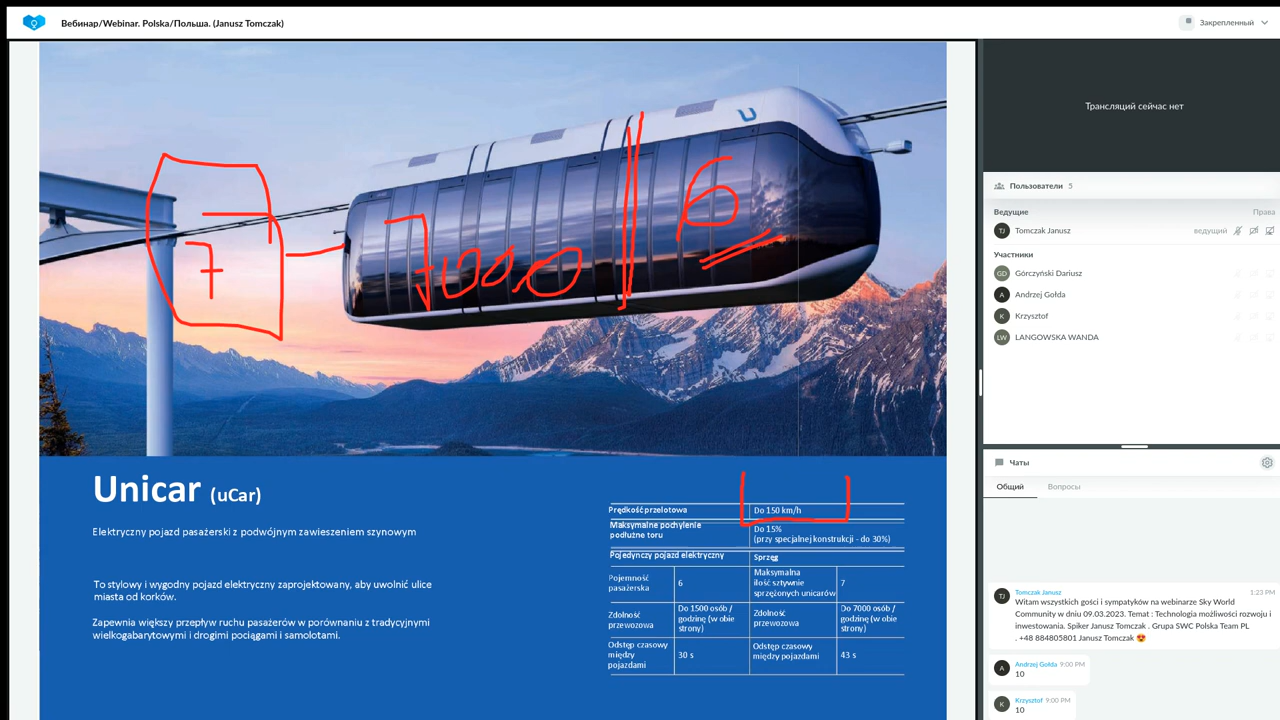 Вебинар/Webinar. Polska/Польша. (Janusz Tomczak)
Закрепленный
Трансляций сейчас нет
7
7
7000
6
Unicar (uCar)
Elektryczny pojazd pasażerski z podwójnym zawieszeniem szynowym
To stylowy i wygodny pojazd elektryczny zaprojektowany, aby uwolnić ulice
miasta od korków.
Zapewnia większy przepływ ruchu pasażerów w porównaniu z tradycyjnymi
wielkogabarytowymi i drogimi pociągami i samolotami.
Prędkość przelotowa
Do 150 km/h
Maksymalne pochylenie
podłużne toru
Do 15%
(przy specjalnej konstrukcji - do 30%)
Pojedynczy pojazd elektryczny
Sprzęg
Pojemność
pasażerska
6
Maksymalna
ilość sztywnie
sprzężonych unicarów
7
Zdolność
przewozowa
Do 1500 osób /
godzinę (w obie
strony)
Zdolność
przewozowa
Do 7000 osób /
godzinę (w obie
strony)
Odstęp czasowy
między
pojazdami
30 s
Odstęp czasowy
między pojazdami
43 s
Пользователи 5
Ведущие
Права
TJ Tomczak Janusz
ведущий
Участники
GD Górczyński Dariusz
A Andrzej Gołda
K Krzysztof
LW LANGOWSKA WANDA
Чаты
Общий
Вопросы
TJ Tomczak Janusz 1:23 PM
Witam wszystkich gości i sympatyków na webinarze Sky World
Community w dniu 09.03.2023. Temat : Technologia możliwości rozwoju i
inwestowania. Spiker Janusz Tomczak . Grupa SWC Polska Team PL
. +48 884805801 Janusz Tomczak 😍
A Andrzej Gołda 9:00 PM
10
K Krzysztof 9:00 PM
10